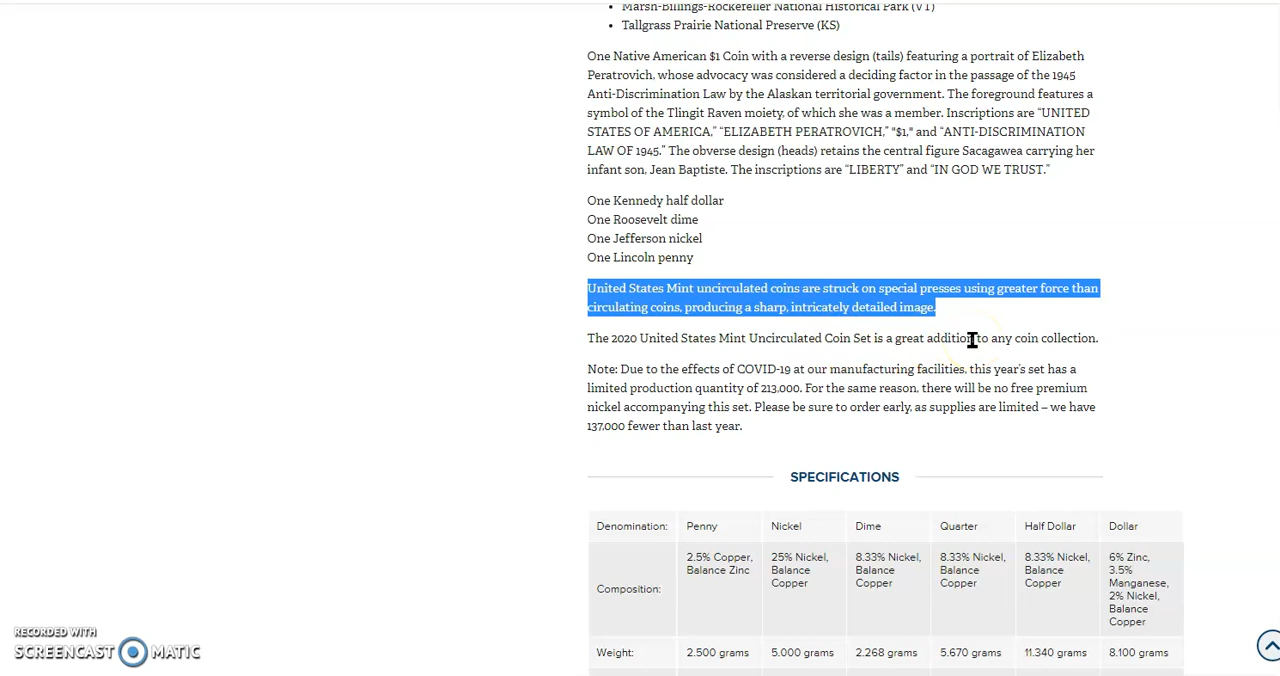 Marsh-Billings-Rockefeller National Historical Park (VT)
Tallgrass Prairie National Preserve (KS)
One Native American $1 Coin with a reverse design (tails) featuring a portrait of Elizabeth
Peratrovich, whose advocacy was considered a deciding factor in the passage of the 1945
Anti-Discrimination Law by the Alaskan territorial government. The foreground features a
symbol of the Tlingit Raven moiety, of which she was a member. Inscriptions are “UNITED
STATES OF AMERICA,” “ELIZABETH PERATROVICH,” "$1," and “ANTI-DISCRIMINATION
LAW OF 1945.” The obverse design (heads) retains the central figure Sacagawea carrying her
infant son, Jean Baptiste. The inscriptions are “LIBERTY” and “IN GOD WE TRUST.”
One Kennedy half dollar
One Roosevelt dime
One Jefferson nickel
One Lincoln penny
United States Mint uncirculated coins are struck on special presses using greater force than
circulating coins, producing a sharp, intricately detailed image.
The 2020 United States Mint Uncirculated Coin Set is a great addition to any coin collection.
Note: Due to the effects of COVID-19 at our manufacturing facilities, this year's set has a
limited production quantity of 213,000. For the same reason, there will be no free premium
nickel accompanying this set. Please be sure to order early, as supplies are limited – we have
137,000 fewer than last year.
SPECIFICATIONS
Denomination: Penny Nickel Dime Quarter Half Dollar Dollar
Composition: 2.5% Copper, Balance Zinc 25% Nickel, Balance Copper 8.33% Nickel, Balance Copper 8.33% Nickel, Balance Copper 8.33% Nickel, Balance Copper 6% Zinc, 3.5% Manganese, 2% Nickel, Balance Copper
Weight: 2.500 grams 5.000 grams 2.268 grams 5.670 grams 11.340 grams 8.100 grams
RECORDED WITH
SCREENCAST MATIC